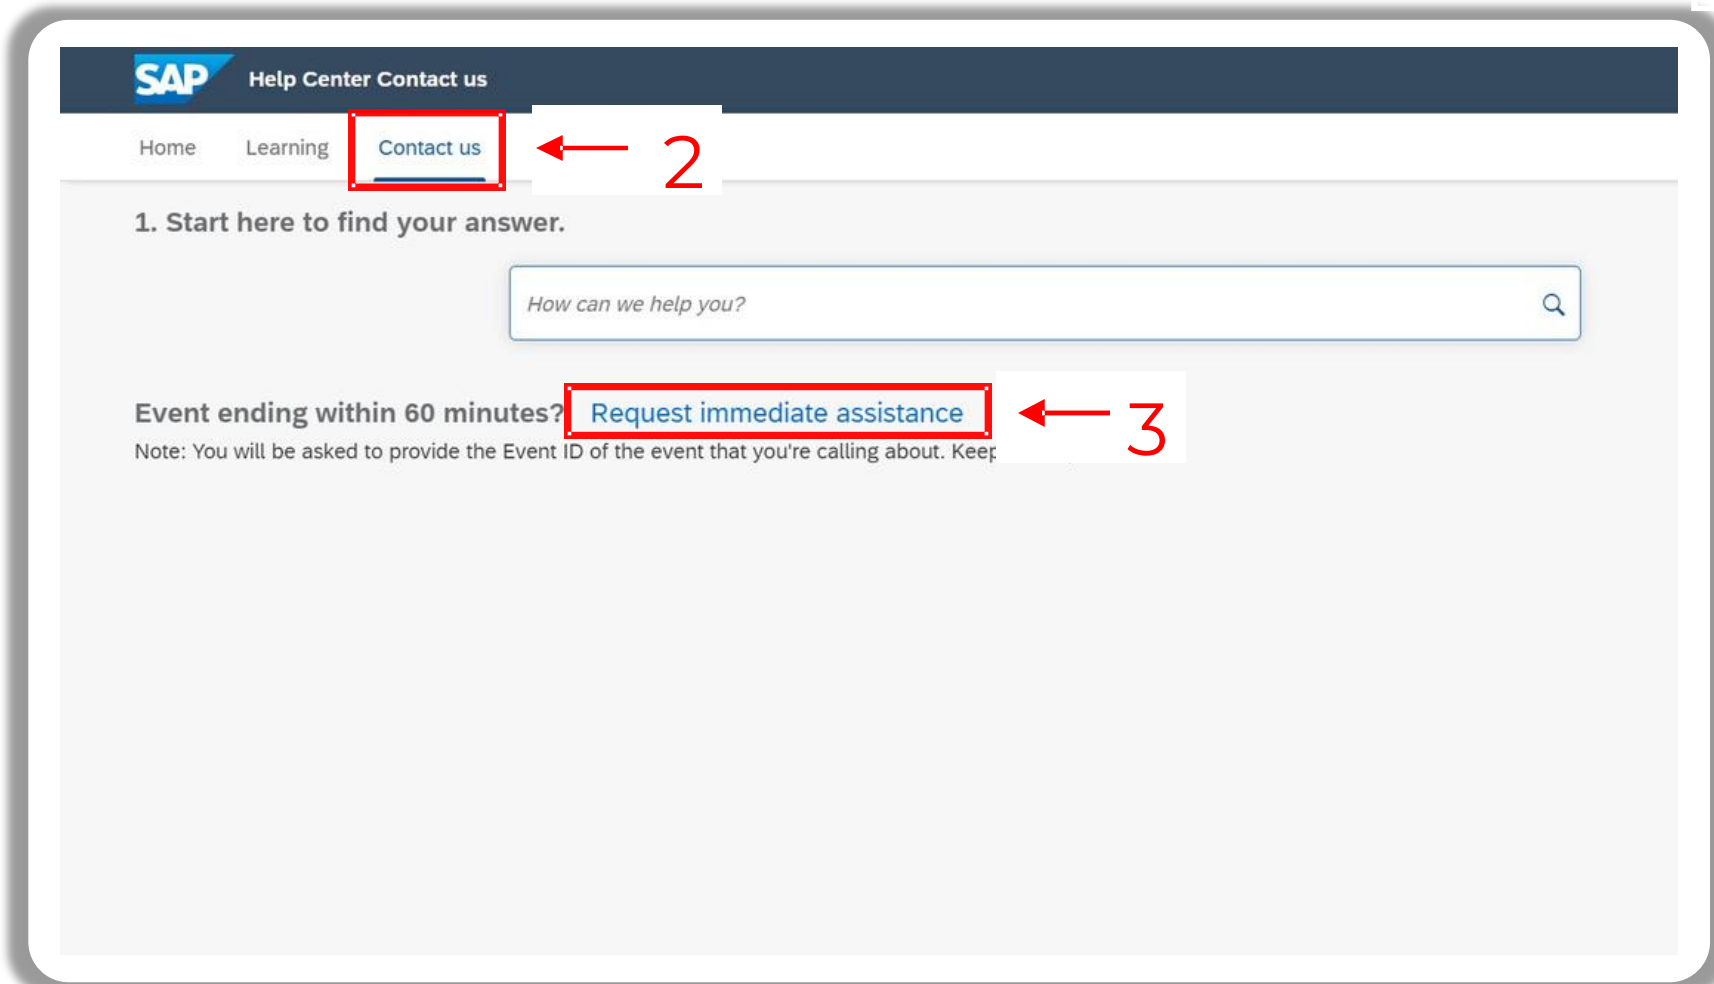 SAP Help Center Contact us
Home Learning Contact us
2
1. Start here to find your answer.
How can we help you?
Event ending within 60 minutes? Request immediate assistance
3
Note: You will be asked to provide the Event ID of the event that you're calling about. Keep